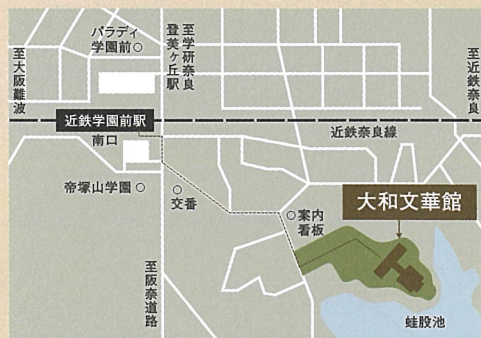 パラディ
学園前
至学研奈良
登美ヶ丘駅
至大阪難波
至近鉄奈良
近鉄学園前駅
南口
近鉄奈良線
帝塚山学園
交番
案内
看板
大和文華館
至阪奈道路
蛙股池